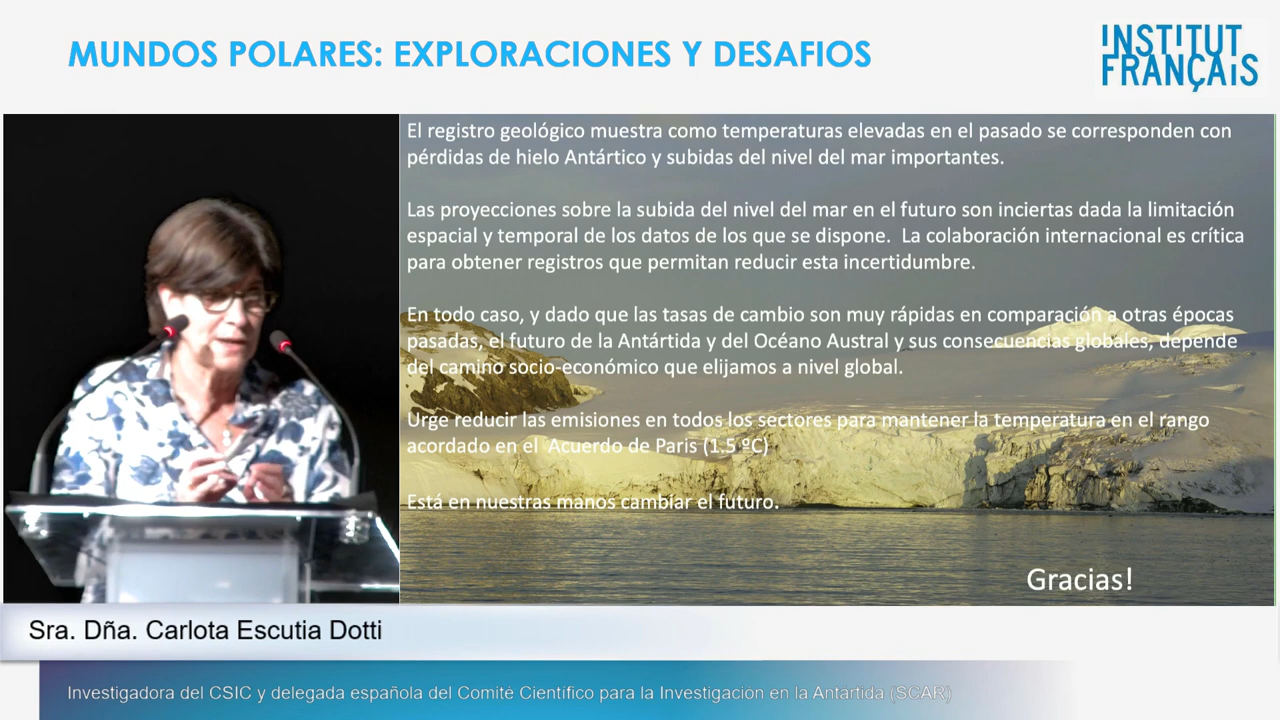 MUNDOS POLARES: EXPLORACIONES Y DESAFIOS
INSTITUT
FRANÇAIS
El registro geológico muestra como temperaturas elevadas en el pasado se corresponden con
pérdidas de hielo Antártico y subidas del nivel del mar importantes.
Las proyecciones sobre la subida del nivel del mar en el futuro son inciertas dada la limitación
espacial y temporal de los datos de los que se dispone. La colaboración internacional es crítica
para obtener registros que permitan reducir esta incertidumbre.
En todo caso, y dado que las tasas de cambio son muy rápidas en comparación a otras épocas
pasadas, el futuro de la Antártida y del Océano Austral y sus consecuencias globales, depende
del camino socio-económico que elijamos a nivel global.
Urge reducir las emisiones en todos los sectores para mantener la temperatura en el rango
acordado en el Acuerdo de Paris (1.5 ºC)
Está en nuestras manos cambiar el futuro.
Gracias!
Sra. Dña. Carlota Escutia Dotti
Investigadora del CSIC y delegada española del Comité Científico para la Investigación en la Antártida (SCAR)